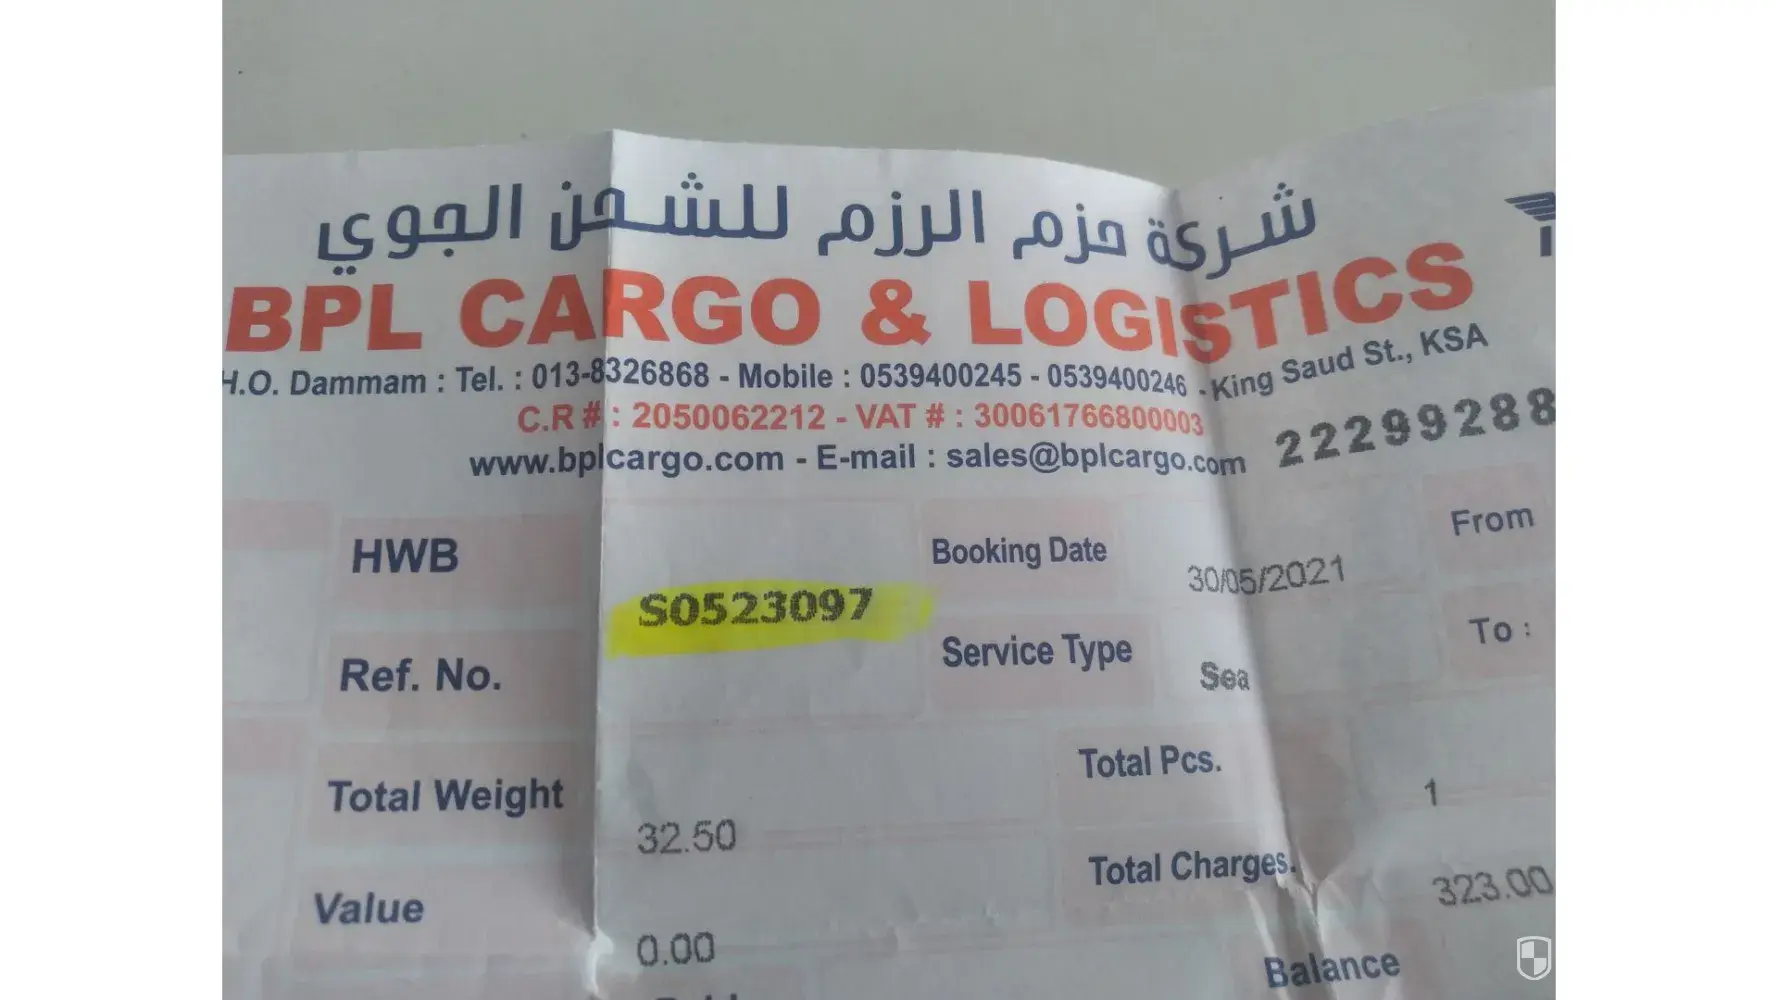 شركة حزم الرزم للشحن الجوي
BPL CARGO & LOGISTICS
H.O. Dammam : Tel. : 013-8326868 - Mobile : 0539400245 - 0539400246 - King Saud St., KSA
C.R # : 2050062212 - VAT # : 30061766800003
www.bplcargo.com - E-mail : sales@bplcargo.com
22299288
HWB
S0523097
Booking Date
30/05/2021
From
Ref. No.
Service Type
Sea
To :
Total Weight
32.50
Total Pcs.
1
Value
0.00
Total Charges.
323.00
Balance